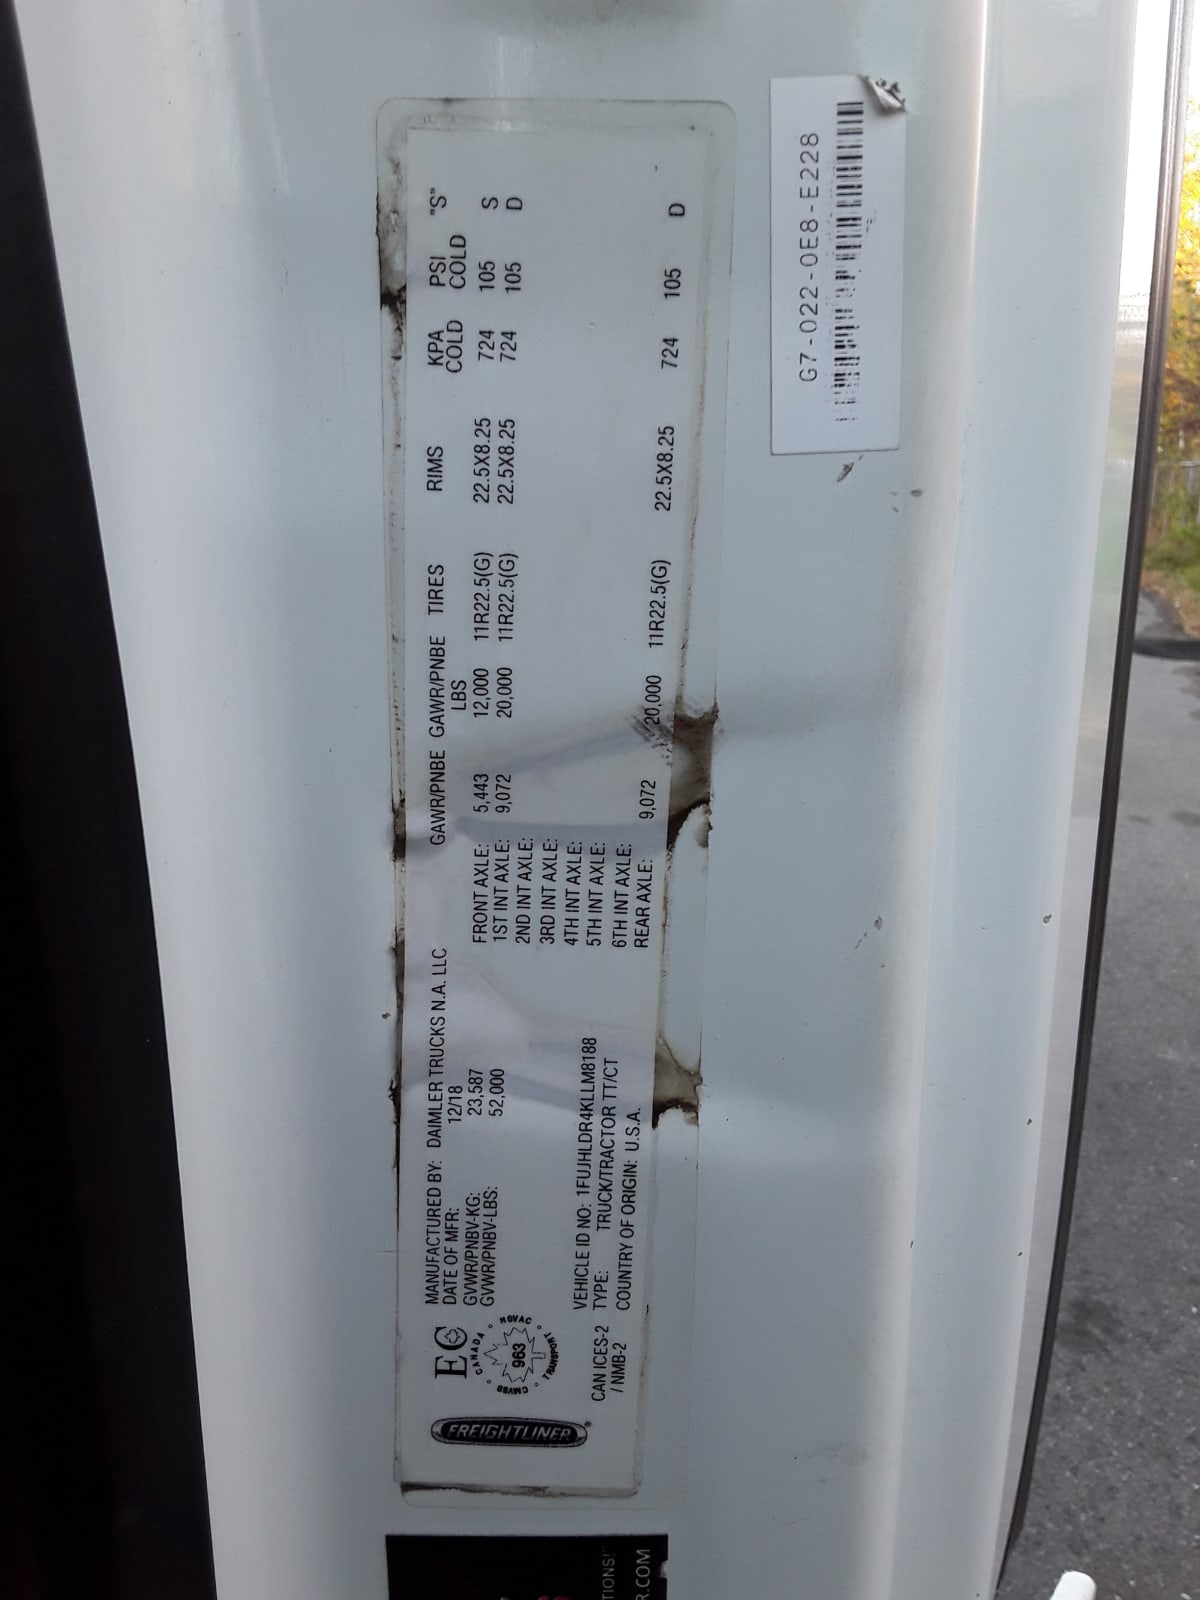 FREIGHTLINER®
EC
CANADA
963
NSVAC
TRANSPORT
CMVSS
CAN ICES-2
/ NMB-2
MANUFACTURED BY: DAIMLER TRUCKS N.A. LLC
DATE OF MFR: 12/18
GVWR/PNBV-KG: 23,587
GVWR/PNBV-LBS: 52,000
VEHICLE ID NO: 1FUJHLDR4KLLM8188
TYPE: TRUCK/TRACTOR TT/CT
COUNTRY OF ORIGIN: U.S.A.
GAWR/PNBE GAWR/PNBE TIRES RIMS KPA PSI "S"
LBS COLD COLD
FRONT AXLE: 5,443 12,000 11R22.5(G) 22.5X8.25 724 105 S
1ST INT AXLE: 9,072 20,000 11R22.5(G) 22.5X8.25 724 105 D
2ND INT AXLE:
3RD INT AXLE:
4TH INT AXLE:
5TH INT AXLE:
6TH INT AXLE:
REAR AXLE: 9,072 20,000 11R22.5(G) 22.5X8.25 724 105 D
G7-022-0E8-E228
TIONS!
R.COM